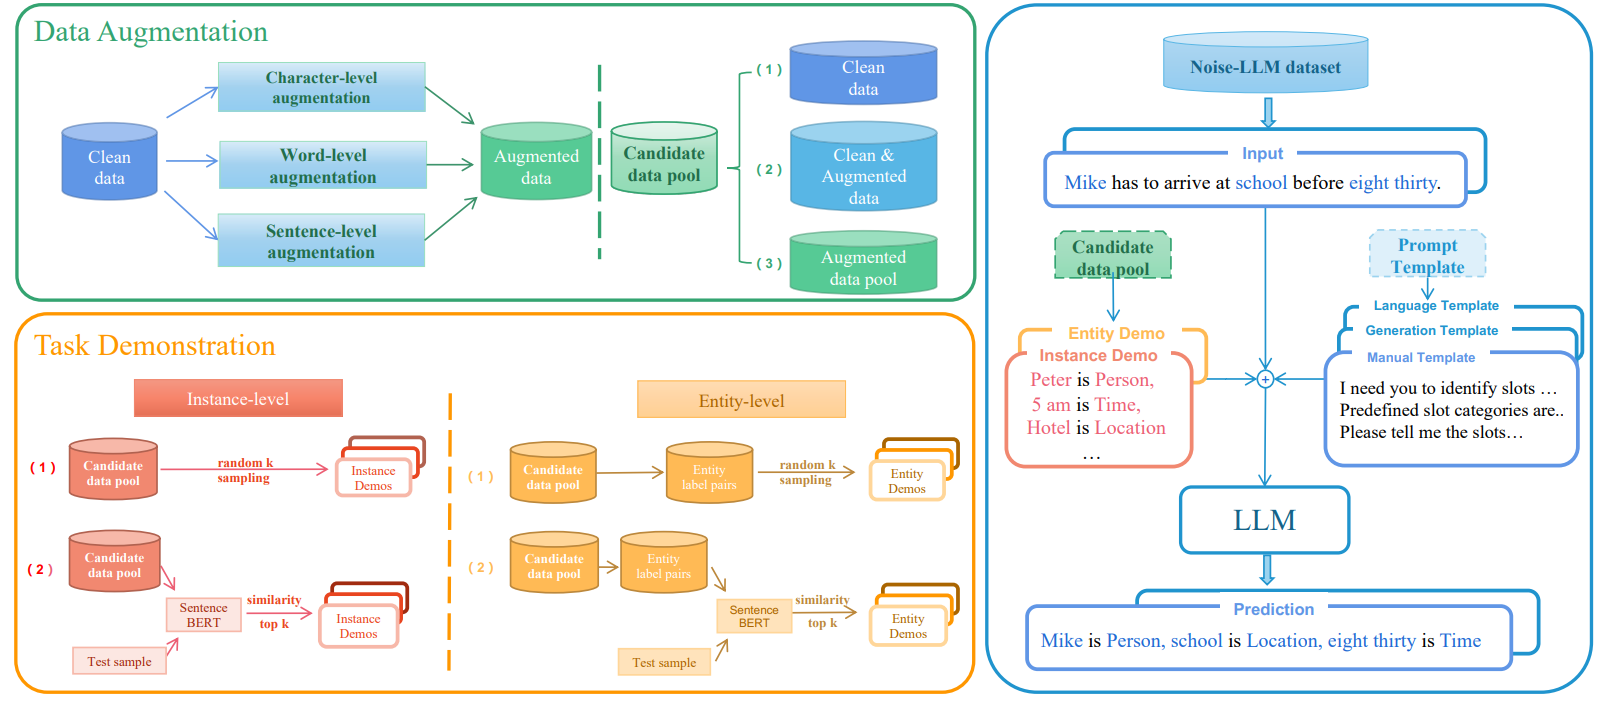 Data Augmentation
Clean
data
Character-level
augmentation
Word-level
augmentation
Sentence-level
augmentation
Augmented
data
Candidate
data pool
(1)
Clean
data
(2)
Clean &
Augmented
data
(3)
Augmented
data pool
Task Demonstration
Instance-level
(1)
Candidate
data pool
random k
sampling
Instance
Demos
(2)
Candidate
data pool
Sentence
BERT
Test sample
similarity
top k
Instance
Demos
Entity-level
(1)
Candidate
data pool
Entity
label pairs
random k
sampling
Entity
Demos
(2)
Candidate
data pool
Entity
label pairs
Sentence
BERT
Test sample
similarity
top k
Entity
Demos
Noise-LLM dataset
Input
Mike has to arrive at school before eight thirty.
Candidate
data pool
Entity Demo
Instance Demo
Peter is Person,
5 am is Time,
Hotel is Location
…
Prompt
Template
Language Template
Generation Template
Manual Template
I need you to identify slots …
Predefined slot categories are..
Please tell me the slots…
+
LLM
Prediction
Mike is Person, school is Location, eight thirty is Time